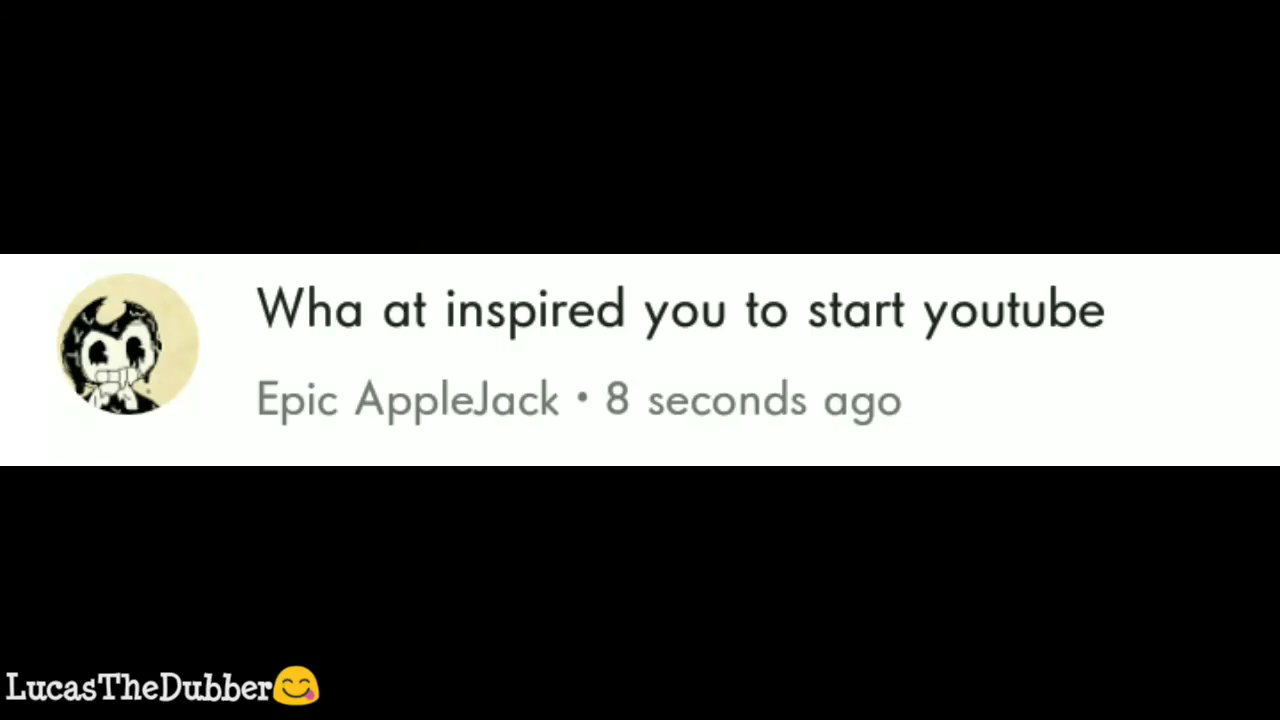 Wha at inspired you to start youtube
Epic AppleJack • 8 seconds ago
LucasTheDubber😋